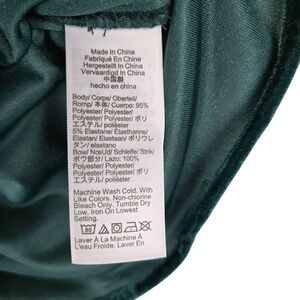 Made In China
Fabriqué En Chine
Hergestellt In China
Vervaardigd In China
中国製
hecho en china
Body/ Corps/ Oberteil/
Romp/ 本体/ Cuerpo: 95%
Polyester/ Polyester/
Polyester/ Polyester/ ポリ
エステル/ poliéster
5% Elastane/ Élasthanne/
Elastan/ Elastaan/ ポリウレ
タン/ elastano
Bow/ NœUd/ Schleife/ Strik/
ボウ部分/ Lazo: 100%
Polyester/ Polyester/
Polyester/ Polyester/ ポリ
エステル/ poliéster
Machine Wash Cold. With
Like Colors. Non-chlorine
Bleach Only. Tumble Dry
Low. Iron On Lowest
Setting.
30
Laver À La Machine À
L'eau Froide. Laver En